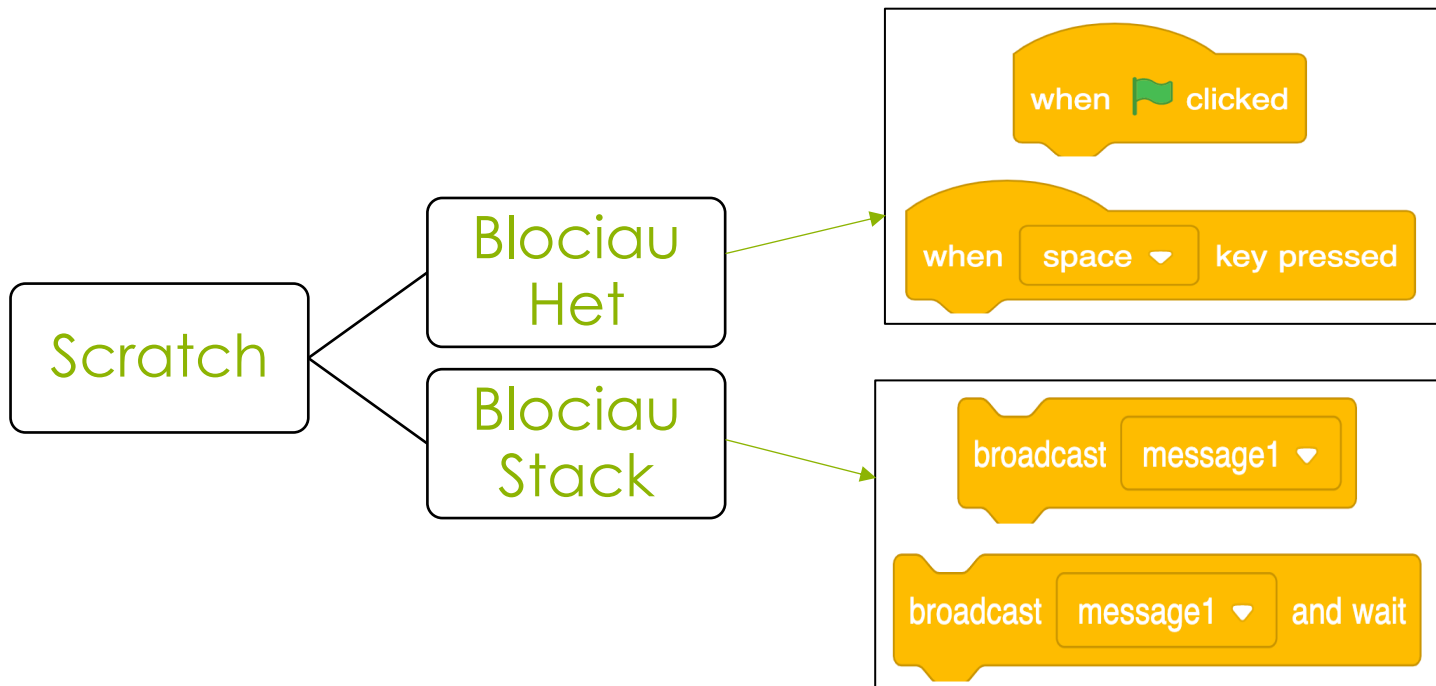 Scratch
Blociau
Het
Blociau
Stack
when clicked
when space key pressed
broadcast message1
broadcast message1 and wait